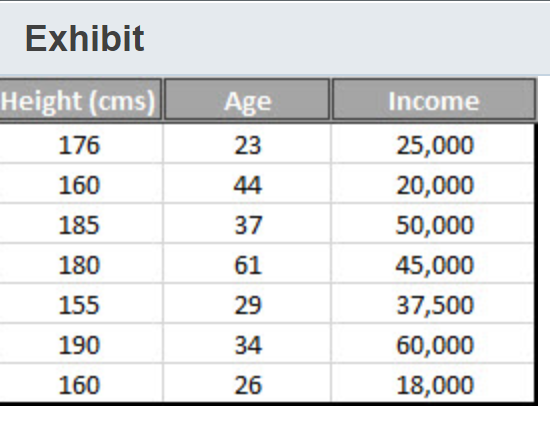 Exhibit
Height (cms) Age Income
176 23 25,000
160 44 20,000
185 37 50,000
180 61 45,000
155 29 37,500
190 34 60,000
160 26 18,000